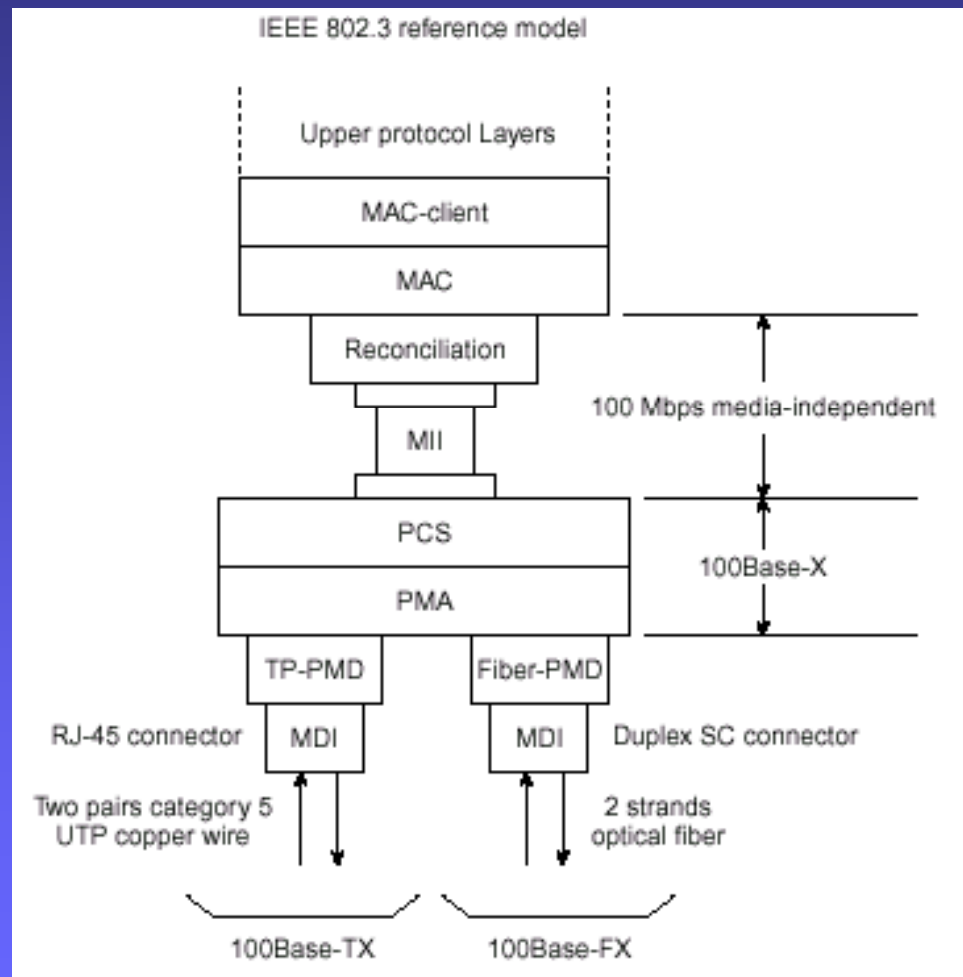 IEEE 802.3 reference model
Upper protocol Layers
MAC-client
MAC
Reconciliation
100 Mbps media-independent
MII
PCS
100Base-X
PMA
TP-PMD
Fiber-PMD
RJ-45 connector
MDI
MDI
Duplex SC connector
Two pairs category 5
UTP copper wire
2 strands
optical fiber
100Base-TX
100Base-FX